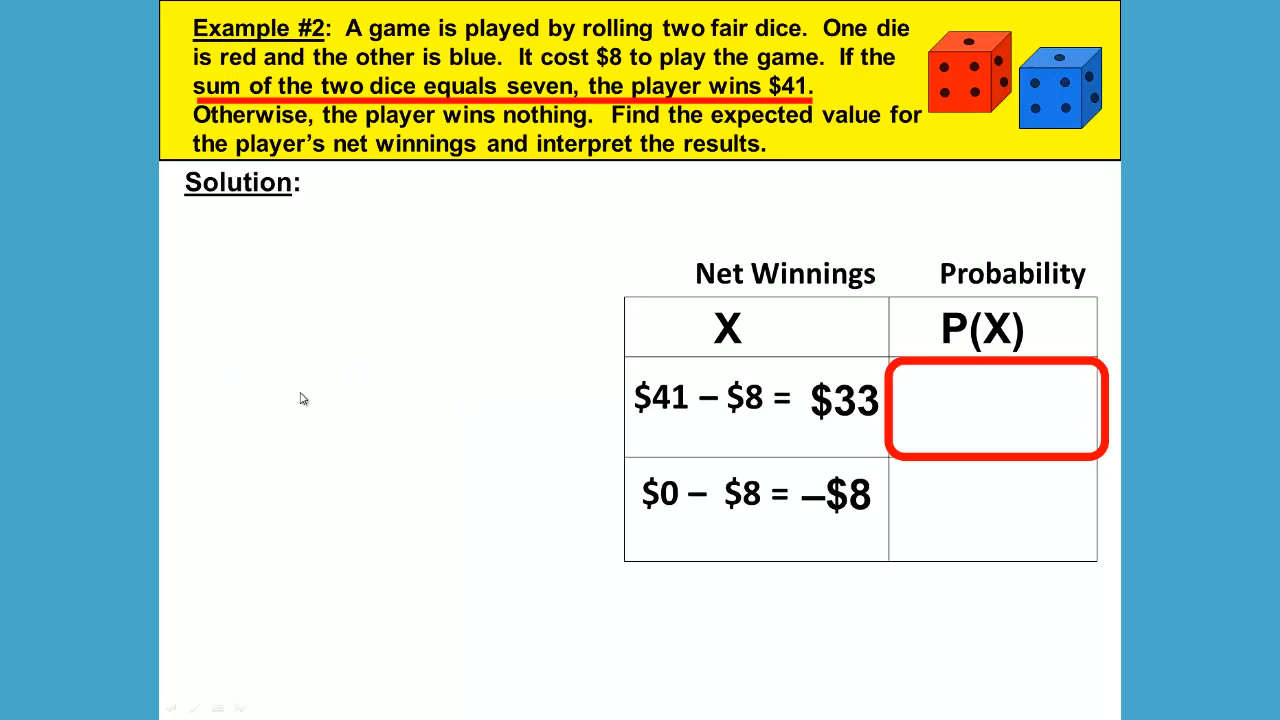 Example #2: A game is played by rolling two fair dice. One die
is red and the other is blue. It cost $8 to play the game. If the
sum of the two dice equals seven, the player wins $41.
Otherwise, the player wins nothing. Find the expected value for
the player's net winnings and interpret the results.
Solution:
Net Winnings Probability
X P(X)
$41 – $8 = $33
$0 – $8 = –$8